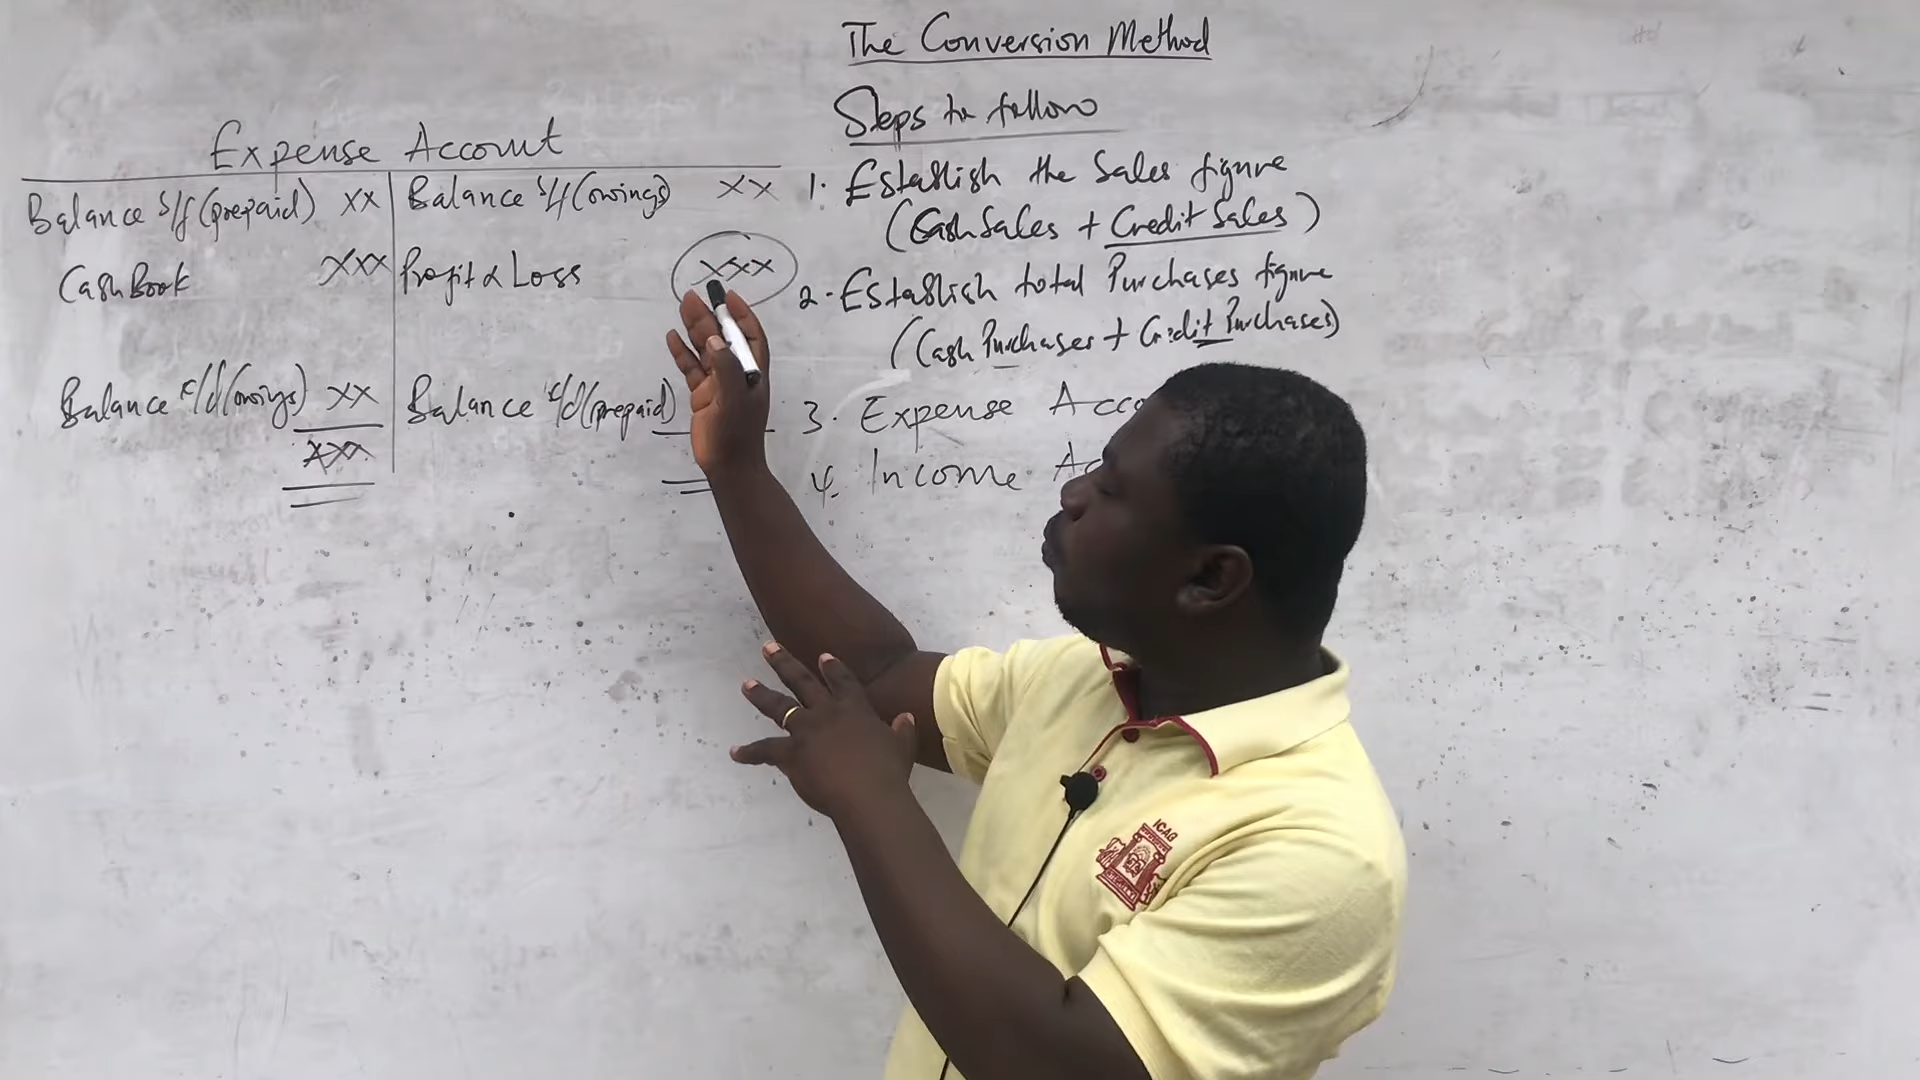 The Conversion Method
Steps to follow
1. Establish the Sales figure
(Cash Sales + Credit Sales)
2. Establish total Purchases figure
(Cash Purchases + Credit Purchases)
3. Expense Acco
4. Income Ac
Expense Account
Balance b/f (prepaid) XX Balance b/f (owings) XX
Cash Book XXX Profit & Loss XXX
Balance c/d (owings) XX Balance c/d (prepaid)
XXX
ICAG